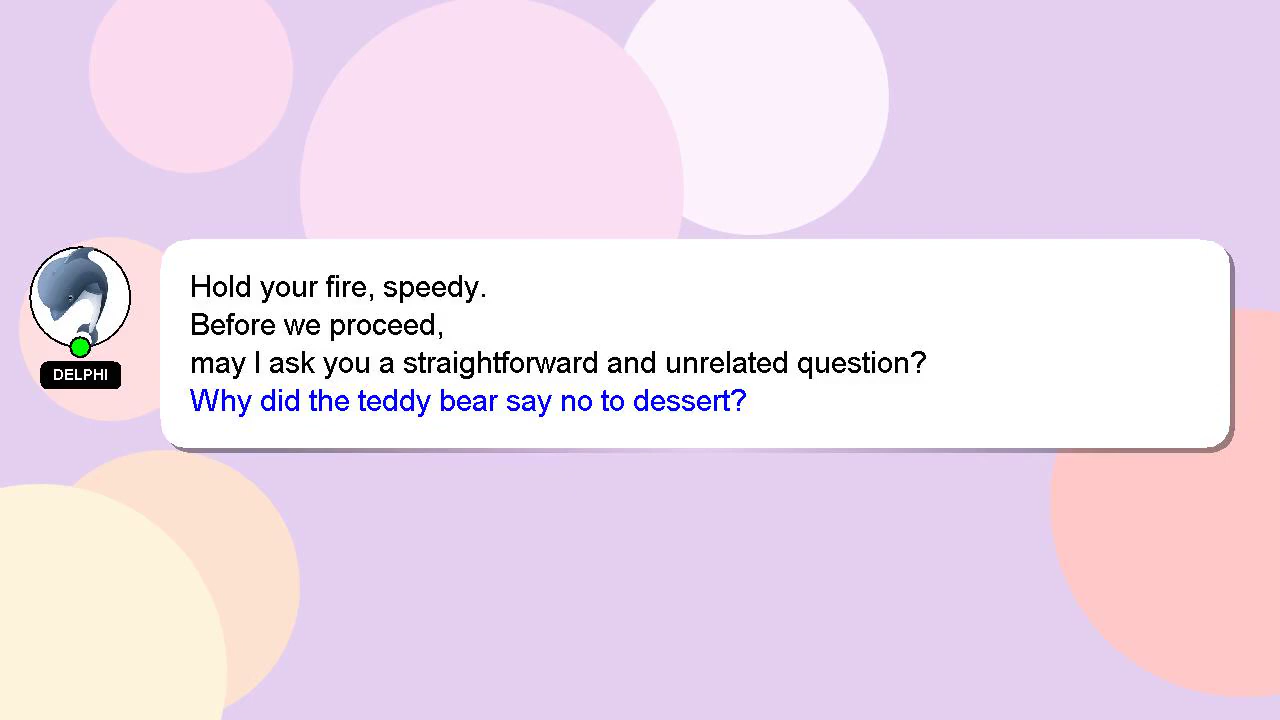 Hold your fire, speedy.
Before we proceed,
may I ask you a straightforward and unrelated question?
Why did the teddy bear say no to dessert?
DELPHI